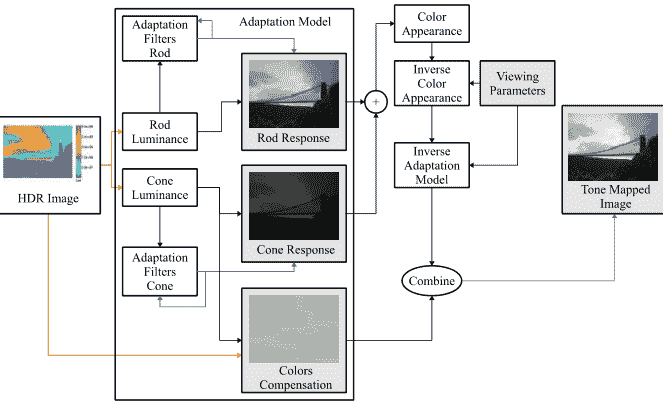 Adaptation Model
Adaptation
Filters
Rod
Rod
Luminance
Cone
Luminance
Adaptation
Filters
Cone
HDR Image
Rod Response
Cone Response
Colors
Compensation
+
Color
Appearance
Inverse
Color
Appearance
Viewing
Parameters
Inverse
Adaptation
Model
Combine
Tone Mapped
Image